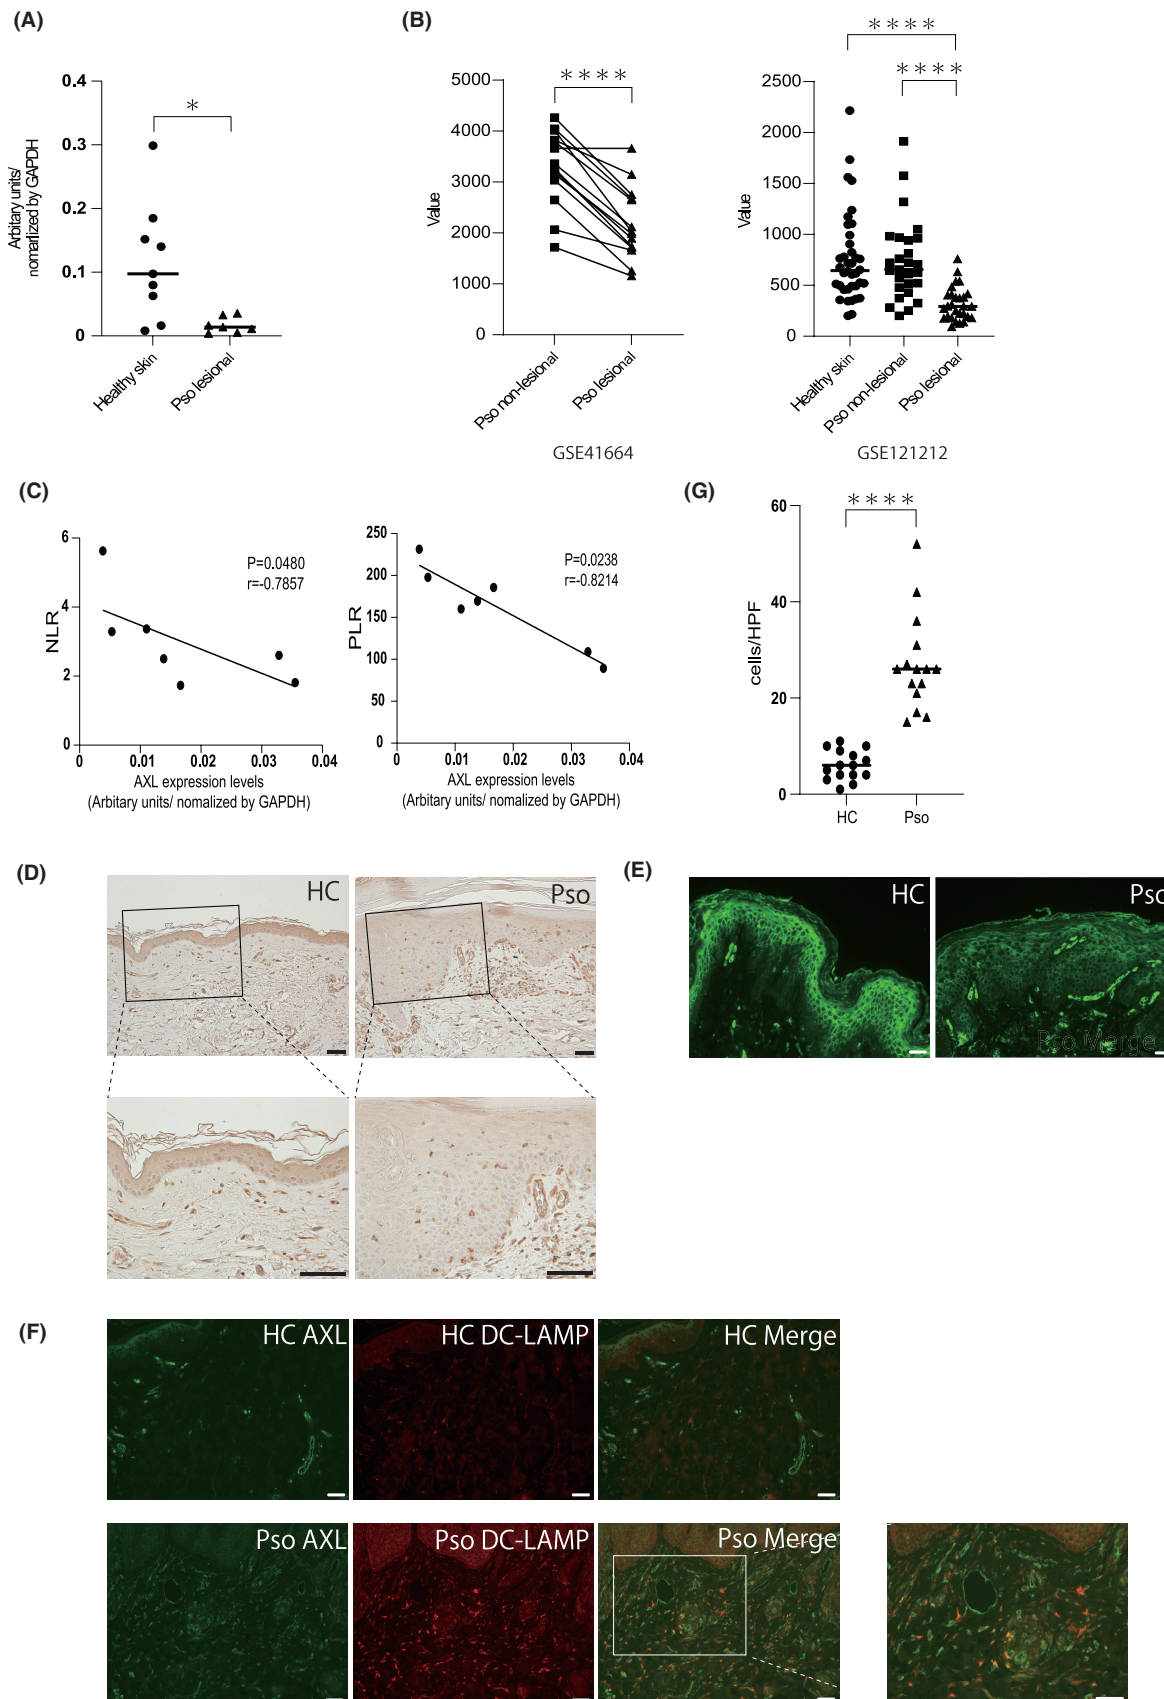 (A)
0.4
0.3
0.2
0.1
0
Arbitary units/
nomarlized by GAPDH
*
Healthy skin
Pso lesional
(B)
5000
4000
3000
2000
1000
0
Value
****
Pso non-lesional
Pso lesional
GSE41664
2500
2000
1500
1000
500
0
Value
****
****
Healthy skin
Pso non-lesional
Pso lesional
GSE121212
(C)
6
4
2
0
NLR
P=0.0480
r=-0.7857
0 0.01 0.02 0.03 0.04
AXL expression levels
(Arbitary units/ nomalized by GAPDH)
250
200
150
100
50
0
PLR
P=0.0238
r=-0.8214
0 0.01 0.02 0.03 0.04
AXL expression levels
(Arbitary units/ nomalized by GAPDH)
(G)
60
40
20
0
cells/HPF
****
HC Pso
(D)
HC
Pso
(E)
HC
Pso
Pso Merge
(F)
HC AXL
HC DC-LAMP
HC Merge
Pso AXL
Pso DC-LAMP
Pso Merge